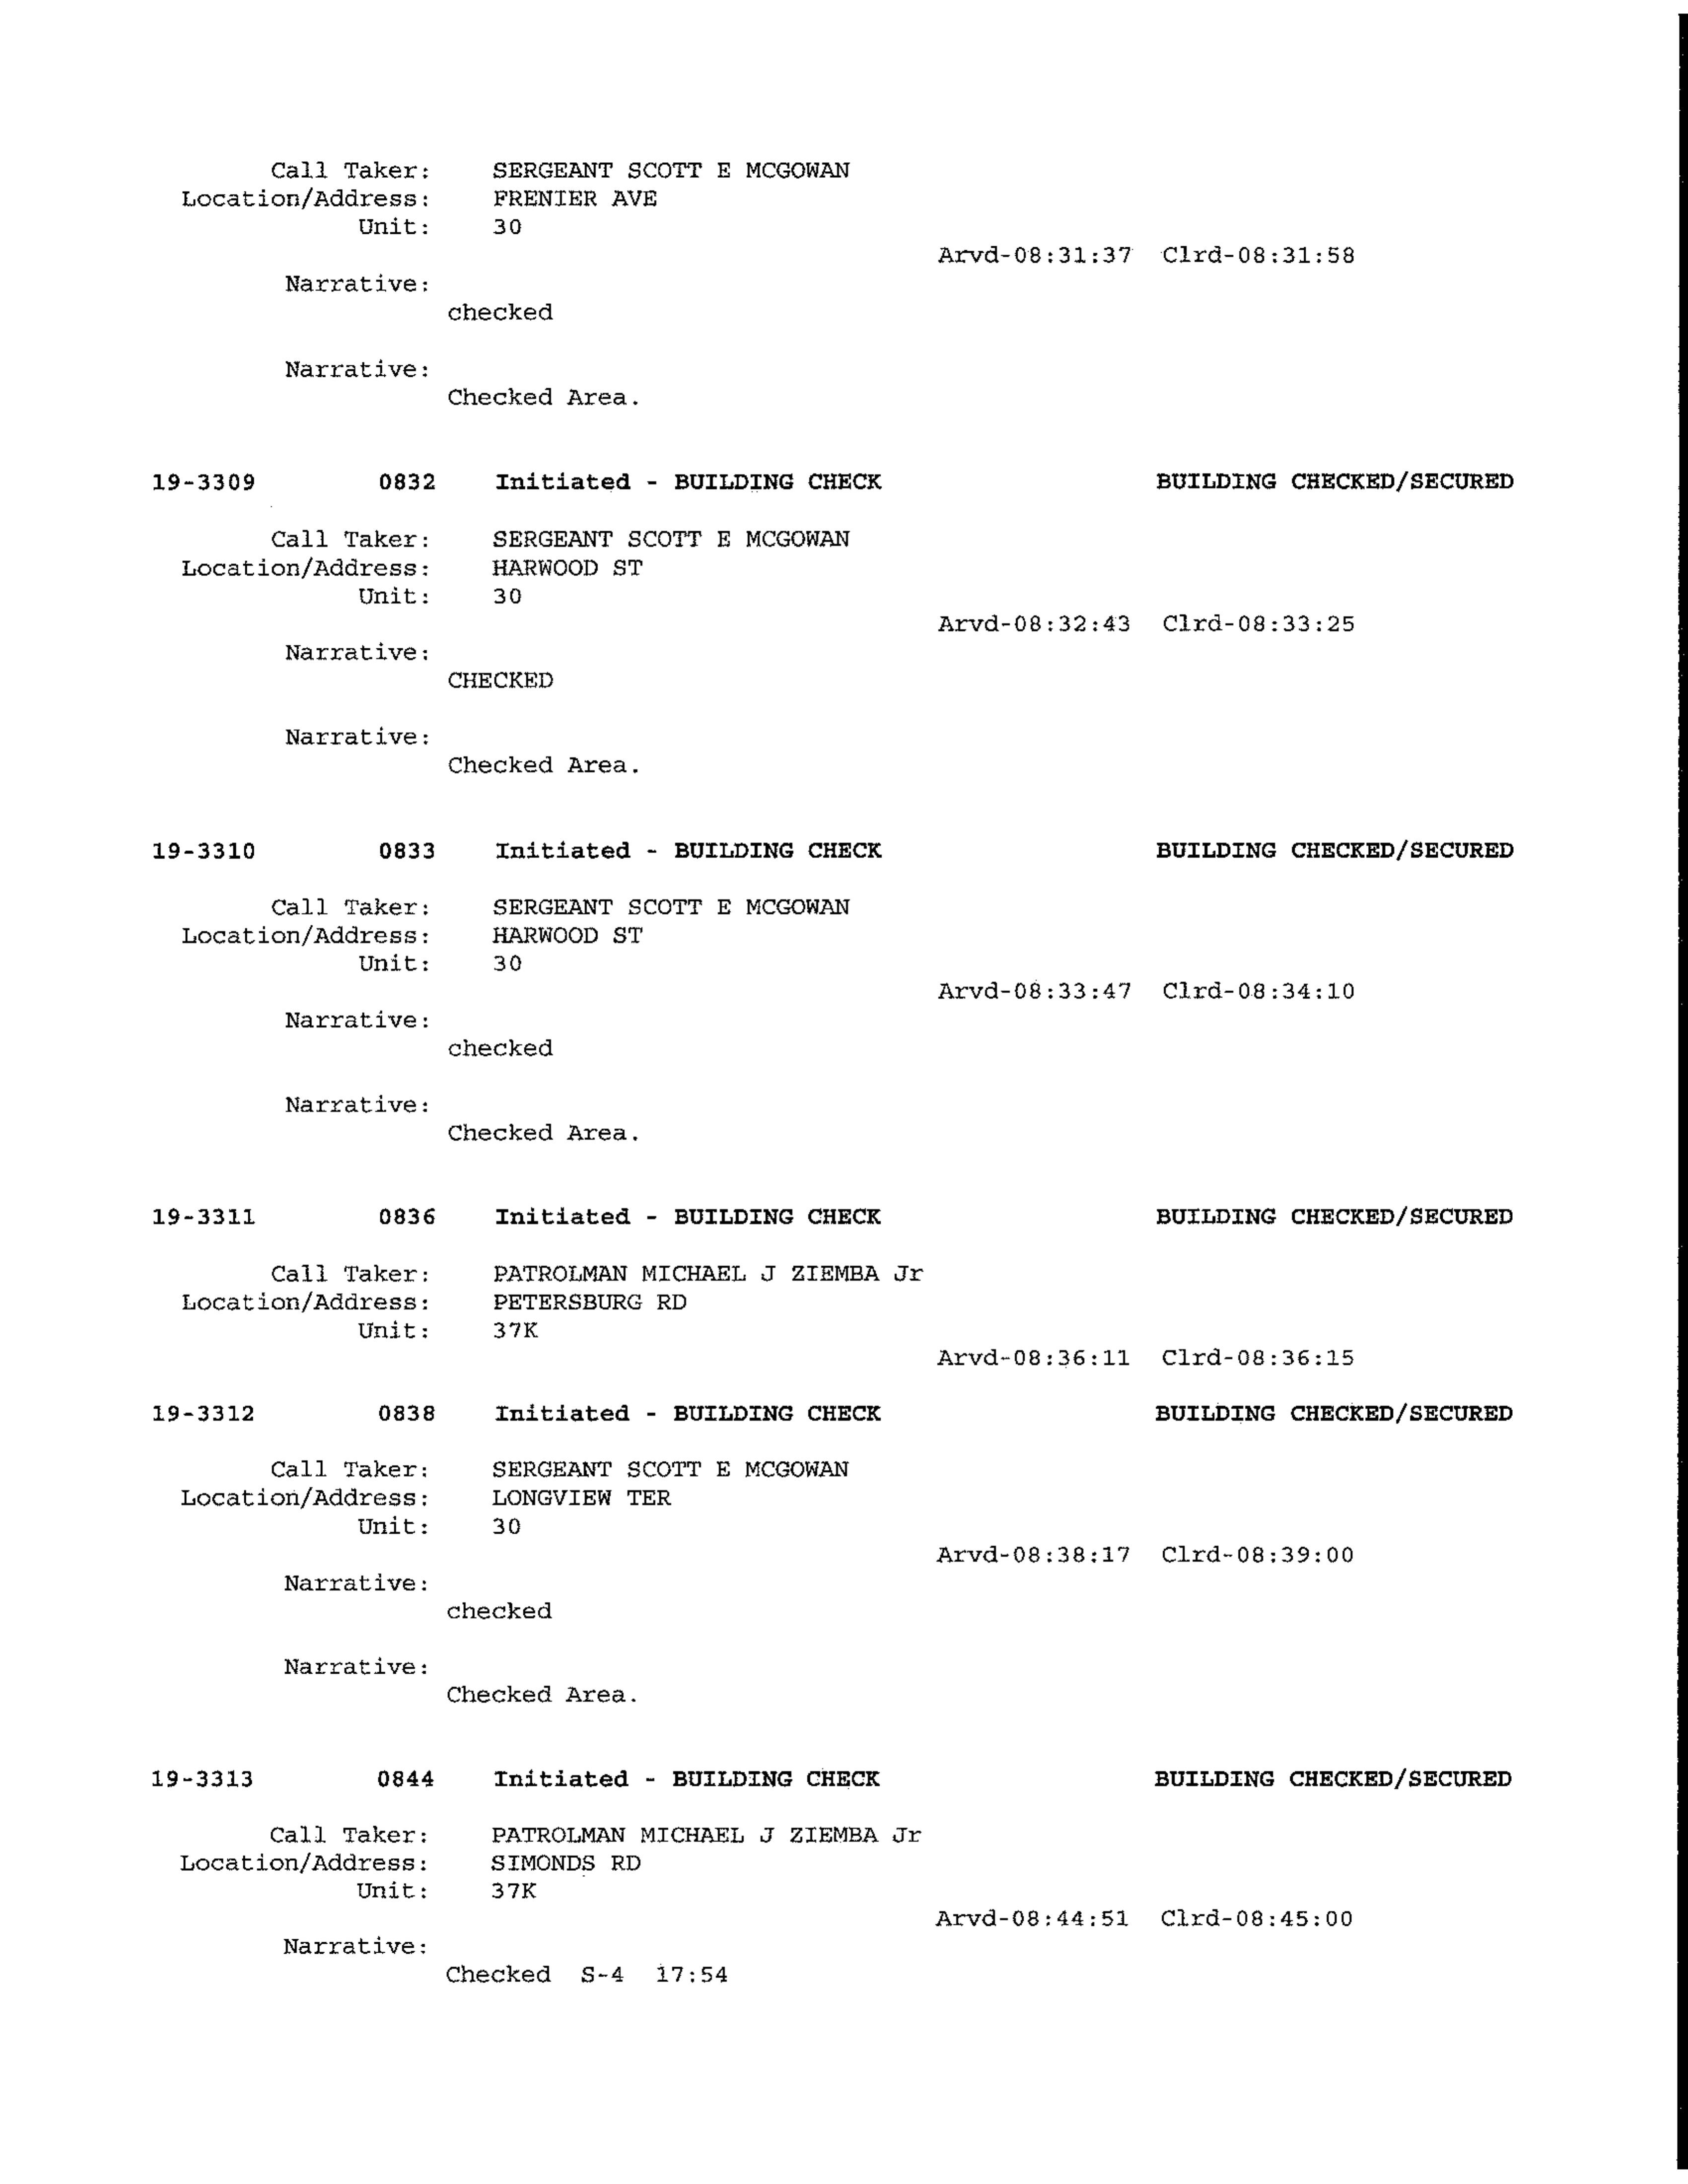 Call Taker: SERGEANT SCOTT E MCGOWAN
Location/Address: FRENIER AVE
Unit: 30
Arvd-08:31:37 Clrd-08:31:58
Narrative:
checked
Narrative:
Checked Area.
19-3309 0832 Initiated - BUILDING CHECK BUILDING CHECKED/SECURED
Call Taker: SERGEANT SCOTT E MCGOWAN
Location/Address: HARWOOD ST
Unit: 30
Arvd-08:32:43 Clrd-08:33:25
Narrative:
CHECKED
Narrative:
Checked Area.
19-3310 0833 Initiated - BUILDING CHECK BUILDING CHECKED/SECURED
Call Taker: SERGEANT SCOTT E MCGOWAN
Location/Address: HARWOOD ST
Unit: 30
Arvd-08:33:47 Clrd-08:34:10
Narrative:
checked
Narrative:
Checked Area.
19-3311 0836 Initiated - BUILDING CHECK BUILDING CHECKED/SECURED
Call Taker: PATROLMAN MICHAEL J ZIEMBA Jr
Location/Address: PETERSBURG RD
Unit: 37K
Arvd-08:36:11 Clrd-08:36:15
19-3312 0838 Initiated - BUILDING CHECK BUILDING CHECKED/SECURED
Call Taker: SERGEANT SCOTT E MCGOWAN
Location/Address: LONGVIEW TER
Unit: 30
Arvd-08:38:17 Clrd-08:39:00
Narrative:
checked
Narrative:
Checked Area.
19-3313 0844 Initiated - BUILDING CHECK BUILDING CHECKED/SECURED
Call Taker: PATROLMAN MICHAEL J ZIEMBA Jr
Location/Address: SIMONDS RD
Unit: 37K
Arvd-08:44:51 Clrd-08:45:00
Narrative:
Checked S-4 17:54